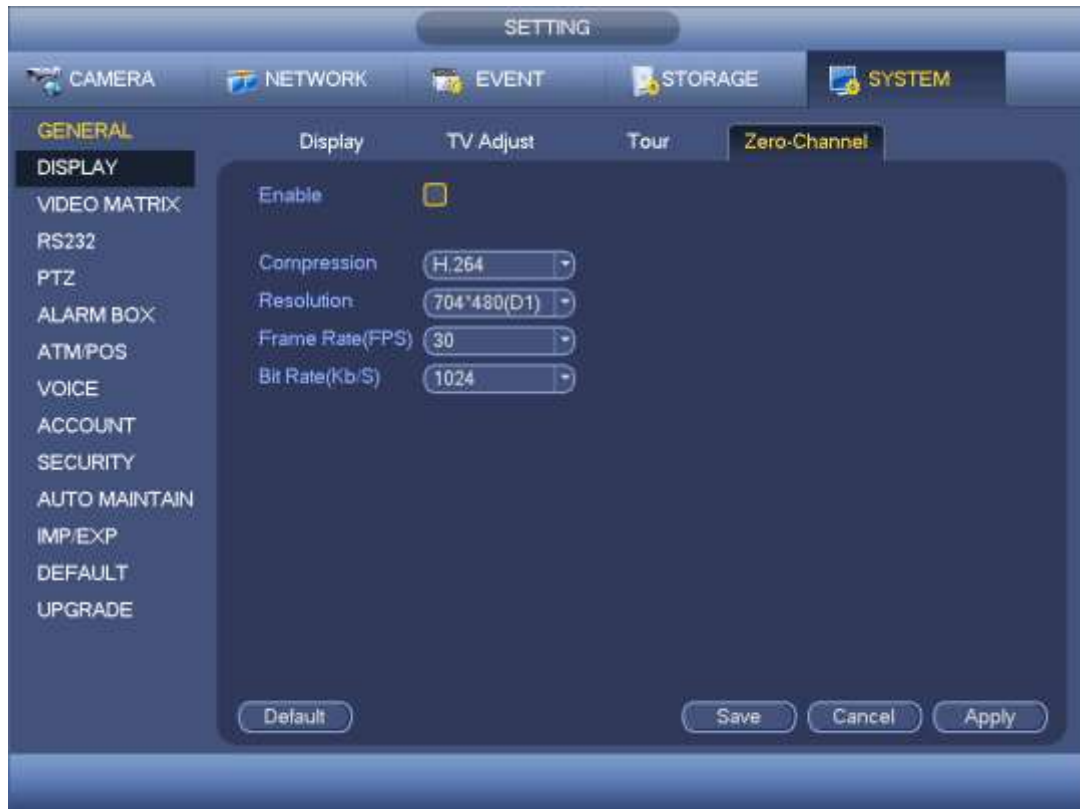 SETTING
CAMERA NETWORK EVENT STORAGE SYSTEM
GENERAL
DISPLAY
VIDEO MATRIX
RS232
PTZ
ALARM BOX
ATM/POS
VOICE
ACCOUNT
SECURITY
AUTO MAINTAIN
IMP/EXP
DEFAULT
UPGRADE
Display TV Adjust Tour Zero-Channel
Enable
Compression H.264
Resolution 704*480(D1)
Frame Rate(FPS) 30
Bit Rate(Kb/S) 1024
Default Save Cancel Apply